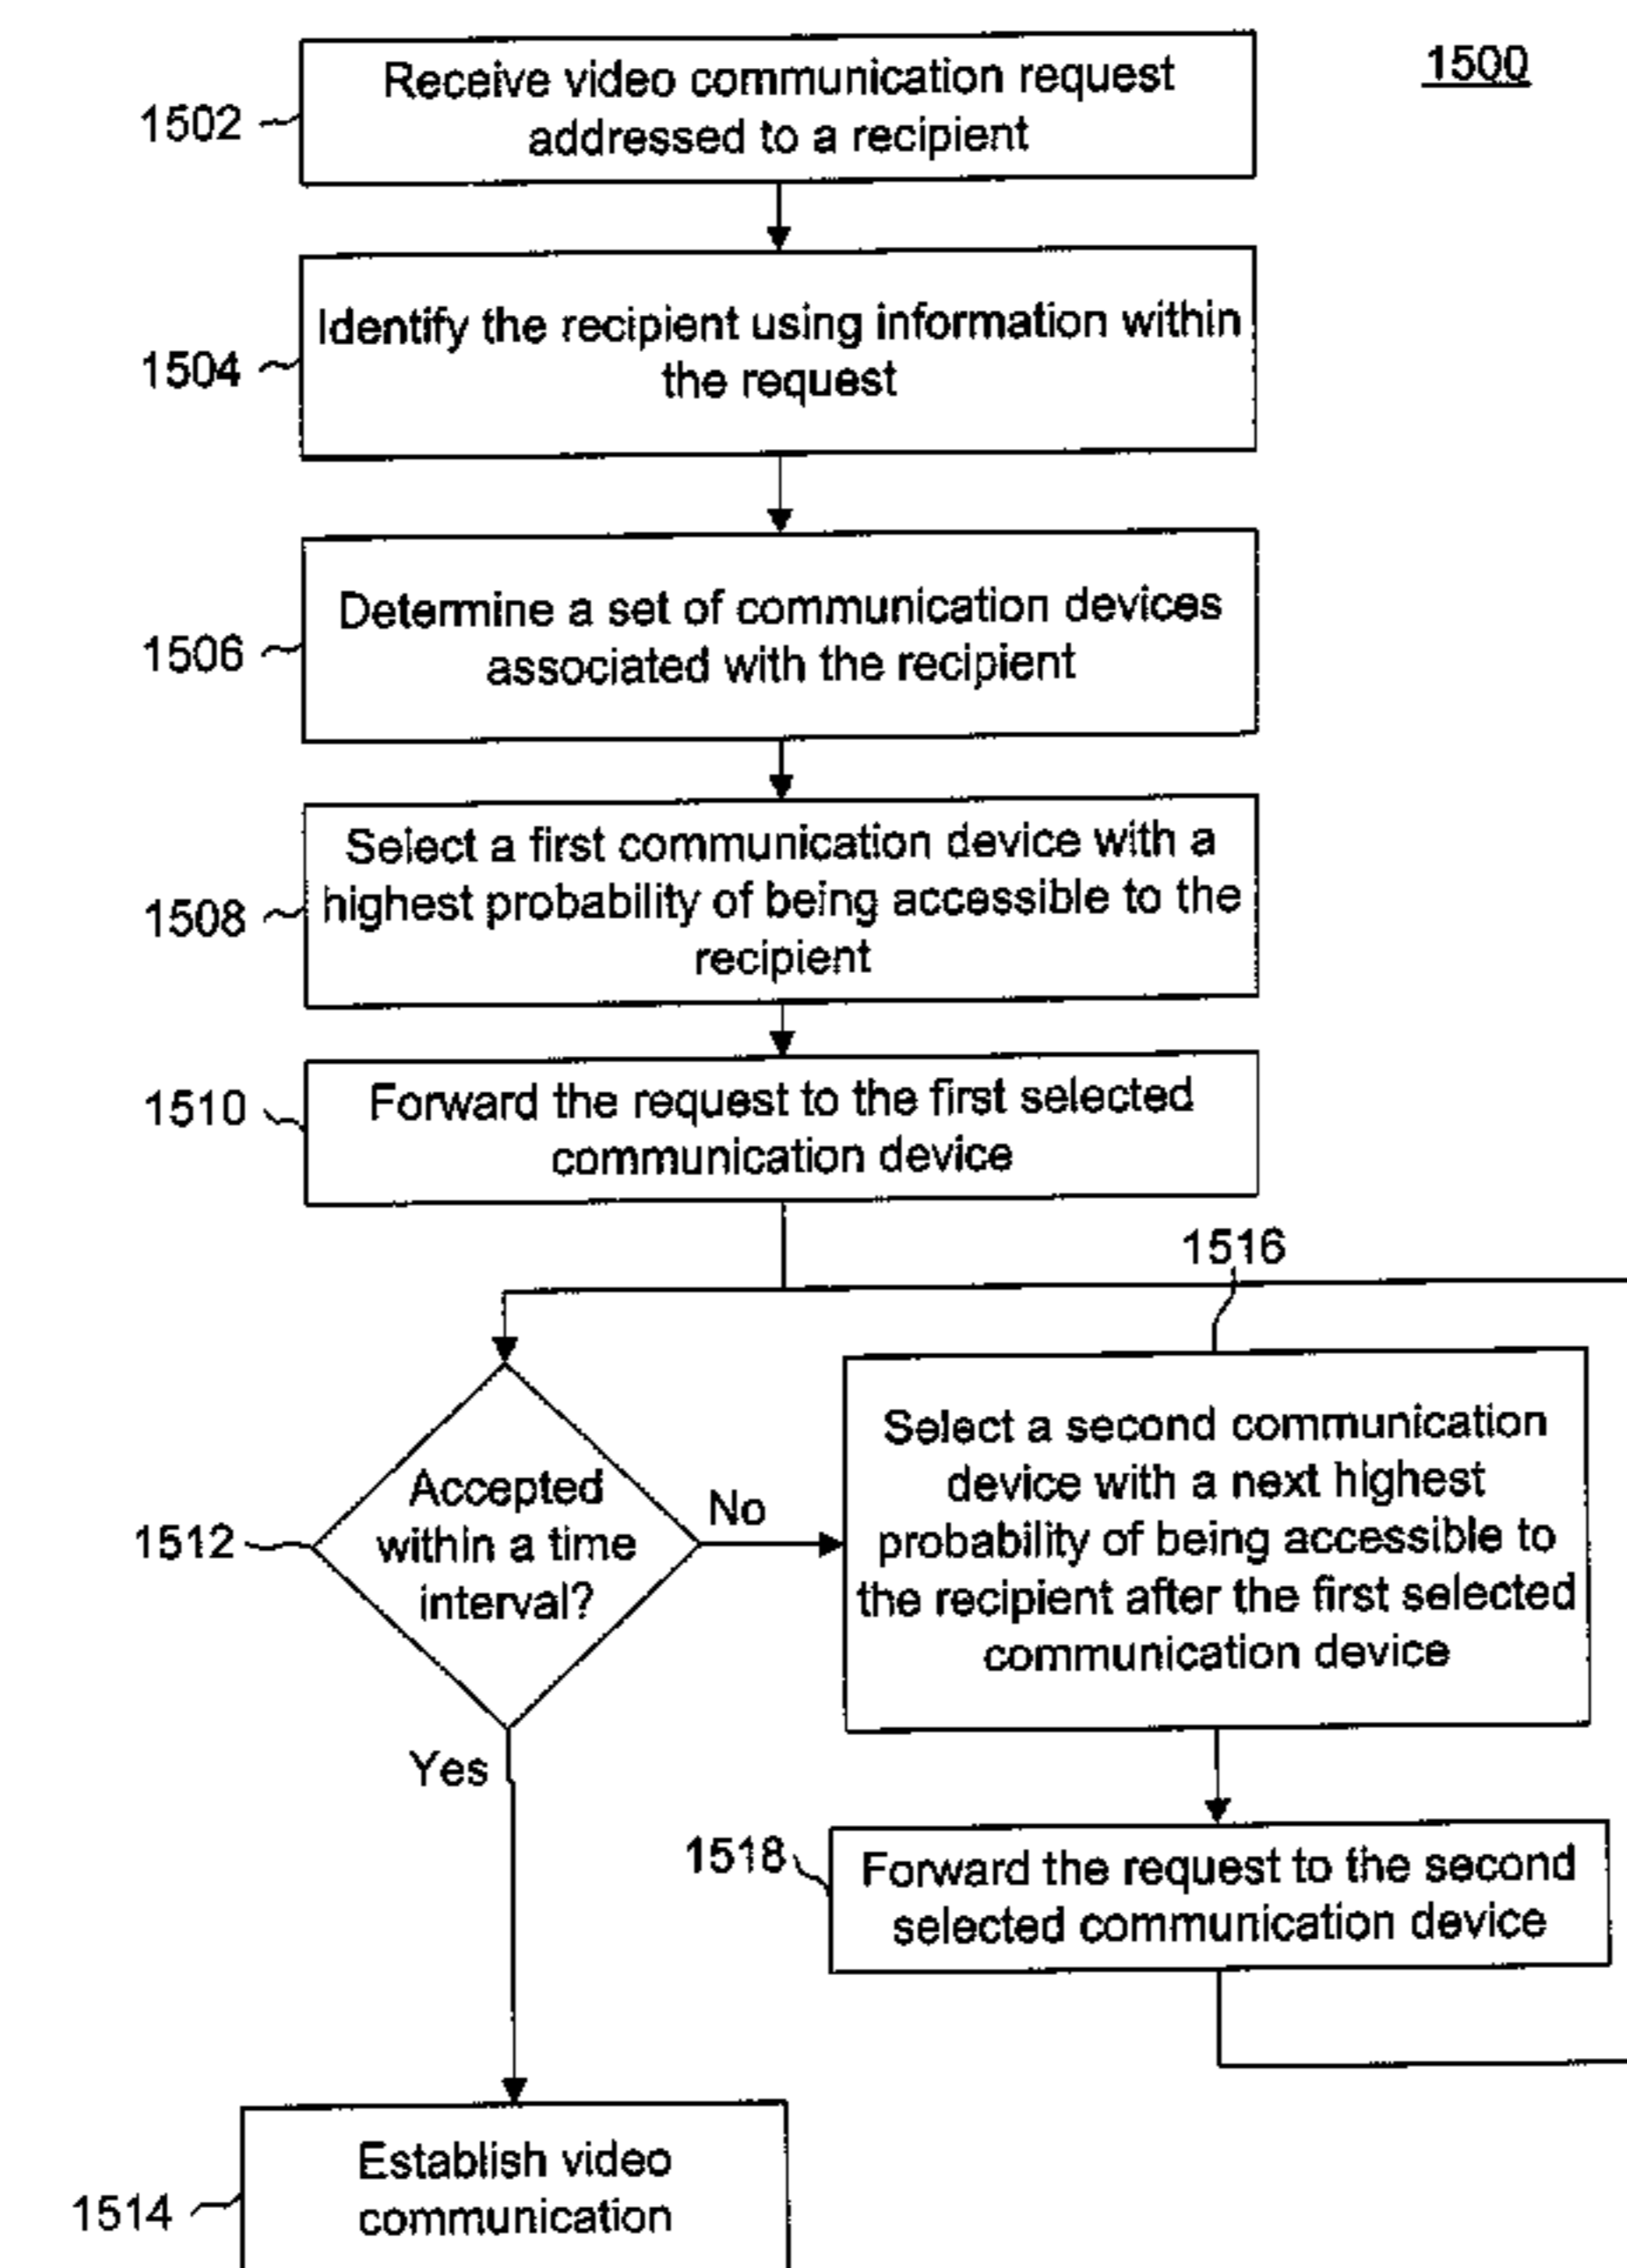 1500
1502
Receive video communication request
addressed to a recipient
1504
Identify the recipient using information within
the request
1506
Determine a set of communication devices
associated with the recipient
1508
Select a first communication device with a
highest probability of being accessible to the
recipient
1510
Forward the request to the first selected
communication device
1516
1512
Accepted
within a time
interval?
No
Select a second communication
device with a next highest
probability of being accessible to
the recipient after the first selected
communication device
Yes
1518
Forward the request to the second
selected communication device
1514
Establish video
communication